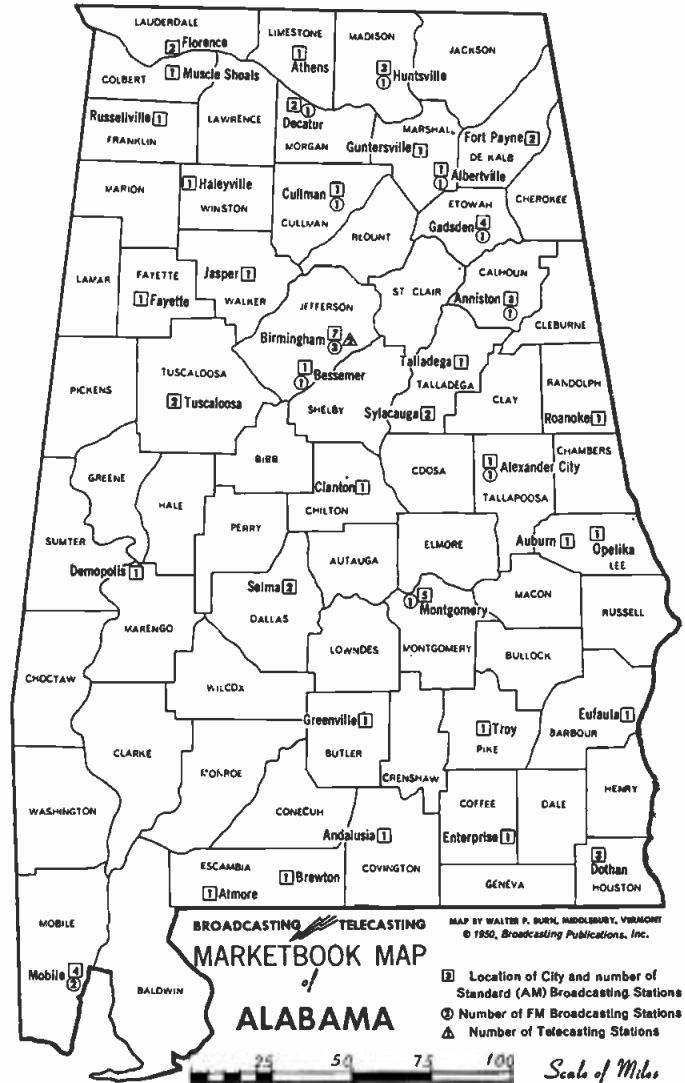 LAUDERDALE
2 Florence
LIMESTONE
1
Athens
MADISON
3
1 Huntsville
JACKSON
COLBERT
1 Muscle Shoals
Russellville 1
FRANKLIN
LAWRENCE
2 1
Decatur
MORGAN
MARSHALL
Guntersville 1
Fort Payne 2
DE KALB
1
1 Albertville
MARION
1 Haleyville
WINSTON
Cullman 1
1
CULLMAN
BLOUNT
ETOWAH
Gadsden 4
1
CHEROKEE
LAMAR
FAYETTE
1 Fayette
Jasper 1
WALKER
JEFFERSON
ST CLAIR
CALHOUN
Anniston 3
1
CLEBURNE
Birmingham 7
3 2
1
1 Bessemer
PICKENS
TUSCALOOSA
2 Tuscaloosa
SHELBY
Talladega 1
TALLADEGA
Sylacauga 2
CLAY
RANDOLPH
Roanoke 1
GREENE
BIBB
HALE
Clanton 1
CHILTON
COOSA
1
1 Alexander City
TALLAPOOSA
CHAMBERS
SUMTER
PERRY
AUTAUGA
ELMORE
Auburn 1
1
Opelika
LEE
Demopolis 1
Selma 2
DALLAS
5
1 Montgomery
MACON
RUSSELL
MARENGO
LOWNDES
MONTGOMERY
BULLOCK
CHOCTAW
WILCOX
Greenville 1
BUTLER
CRENSHAW
1 Troy
PIKE
Eufaula 1
BARBOUR
CLARKE
MONROE
WASHINGTON
CONECUH
Andalusia 1
COVINGTON
COFFEE
Enterprise 1
DALE
HENRY
ESCAMBIA
1 Brewton
1 Atmore
GENEVA
3
Dothan
HOUSTON
MOBILE
Mobile 4
2
BALDWIN
BROADCASTING TELECASTING
MARKETBOOK MAP
of
ALABAMA
MAP BY WALTER P. BURN, MIDDLEBURY, VERMONT
© 1950, Broadcasting Publications, Inc.
3 Location of City and number of
Standard (AM) Broadcasting Stations
2 Number of FM Broadcasting Stations
Number of Telecasting Stations
25 50 75 100
Scale of Miles